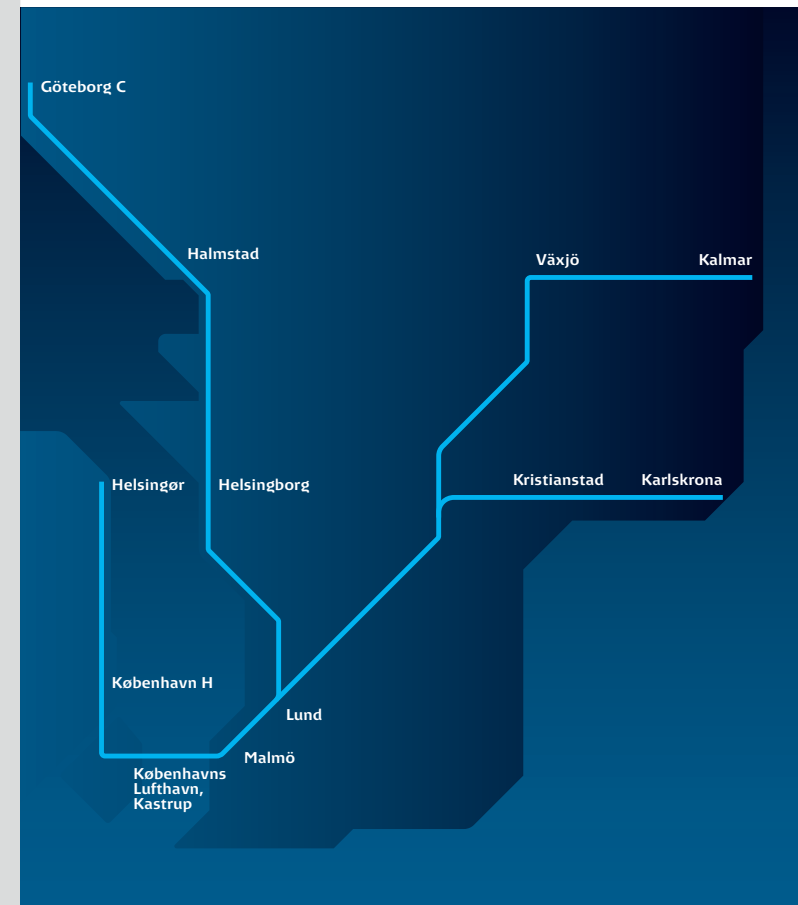 Göteborg C
Halmstad
Växjö
Kalmar
Kristianstad
Karlskrona
Helsingør
Helsingborg
København H
Lund
Malmö
Københavns
Lufthavn,
Kastrup